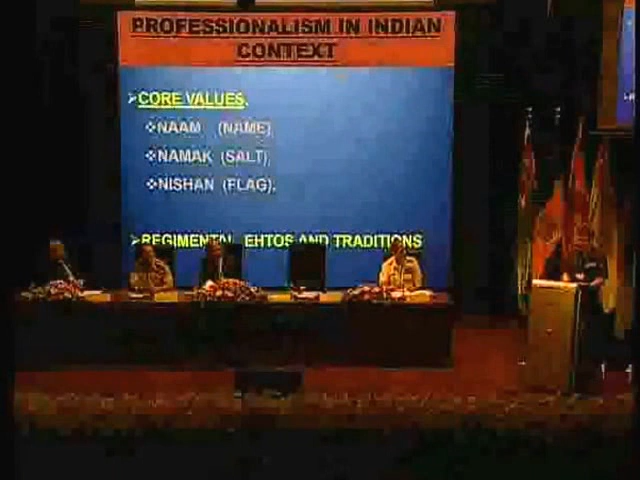 PROFESSIONALISM IN INDIAN
CONTEXT
➢CORE VALUES.
❖NAAM (NAME).
❖NAMAK (SALT).
❖NISHAN (FLAG).
➢REGIMENTAL EHTOS AND TRADITIONS